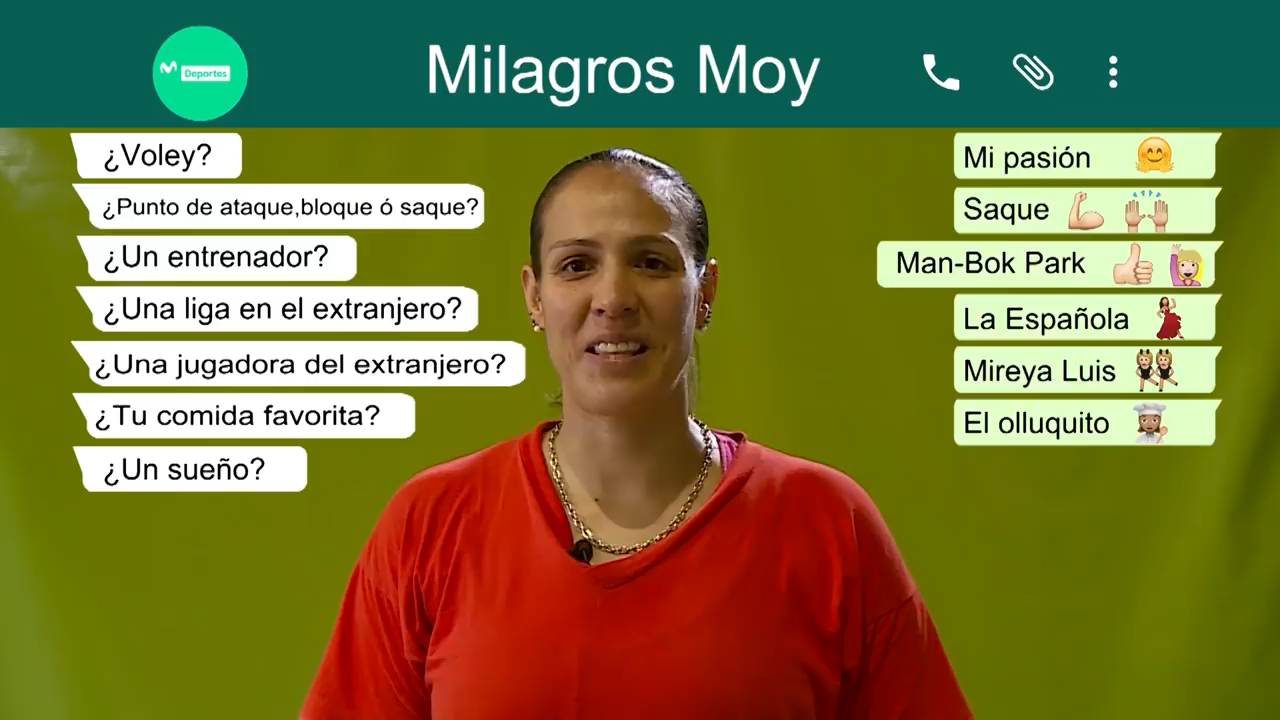 Deportes
Milagros Moy
¿Voley?
Mi pasión 🤗
¿Punto de ataque,bloque ó saque?
Saque 💪🏼 🙌🏼
¿Un entrenador?
Man-Bok Park 👍🏼 🙋🏼
¿Una liga en el extranjero?
La Española 💃
¿Una jugadora del extranjero?
Mireya Luis 👯
¿Tu comida favorita?
El olluquito 👩🏽‍🍳
¿Un sueño?